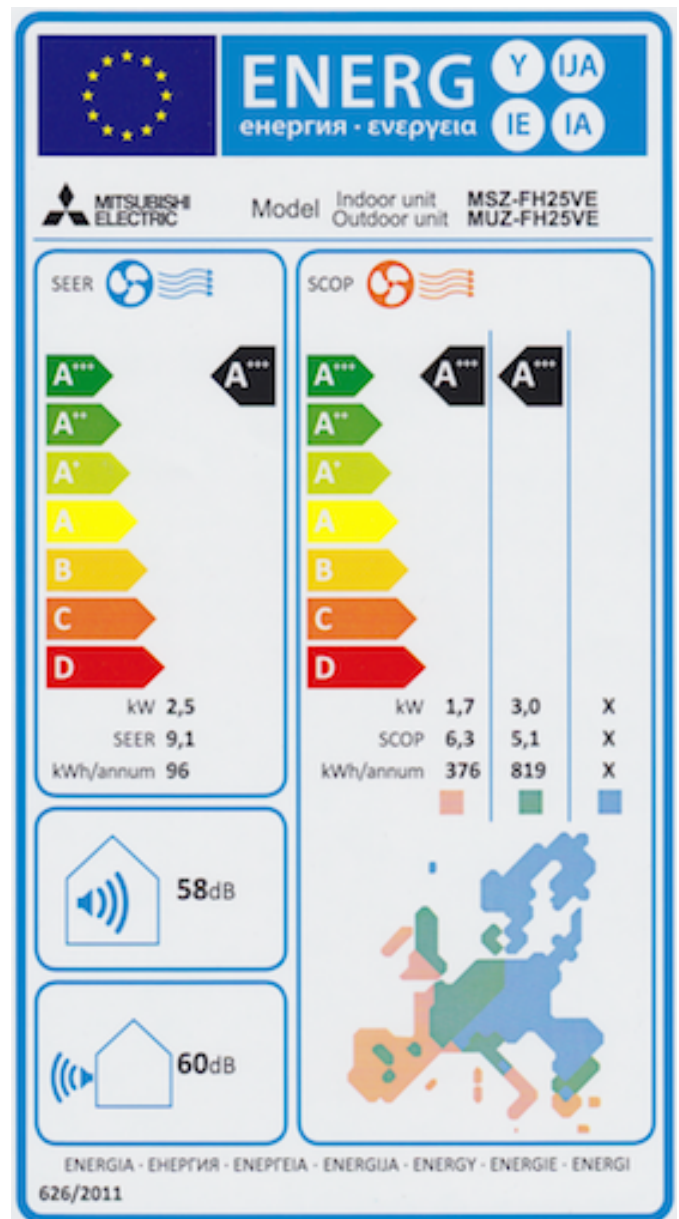 ENERG Y IJA
енергия · ενεργεια IE IA
MITSUBISHI ELECTRIC
Model Indoor unit MSZ-FH25VE
Outdoor unit MUZ-FH25VE
SEER
A+++ A+++
A++
A+
A
B
C
D
kW 2,5
SEER 9,1
kWh/annum 96
SCOP
A+++ A+++ A+++
A++
A+
A
B
C
D
kW 1,7 3,0 X
SCOP 6,3 5,1 X
kWh/annum 376 819 X
58dB
60dB
ENERGIA - ЕНЕРГИЯ - ΕΝΕΡΓΕΙΑ - ENERGIJA - ENERGY - ENERGIE - ENERGI
626/2011